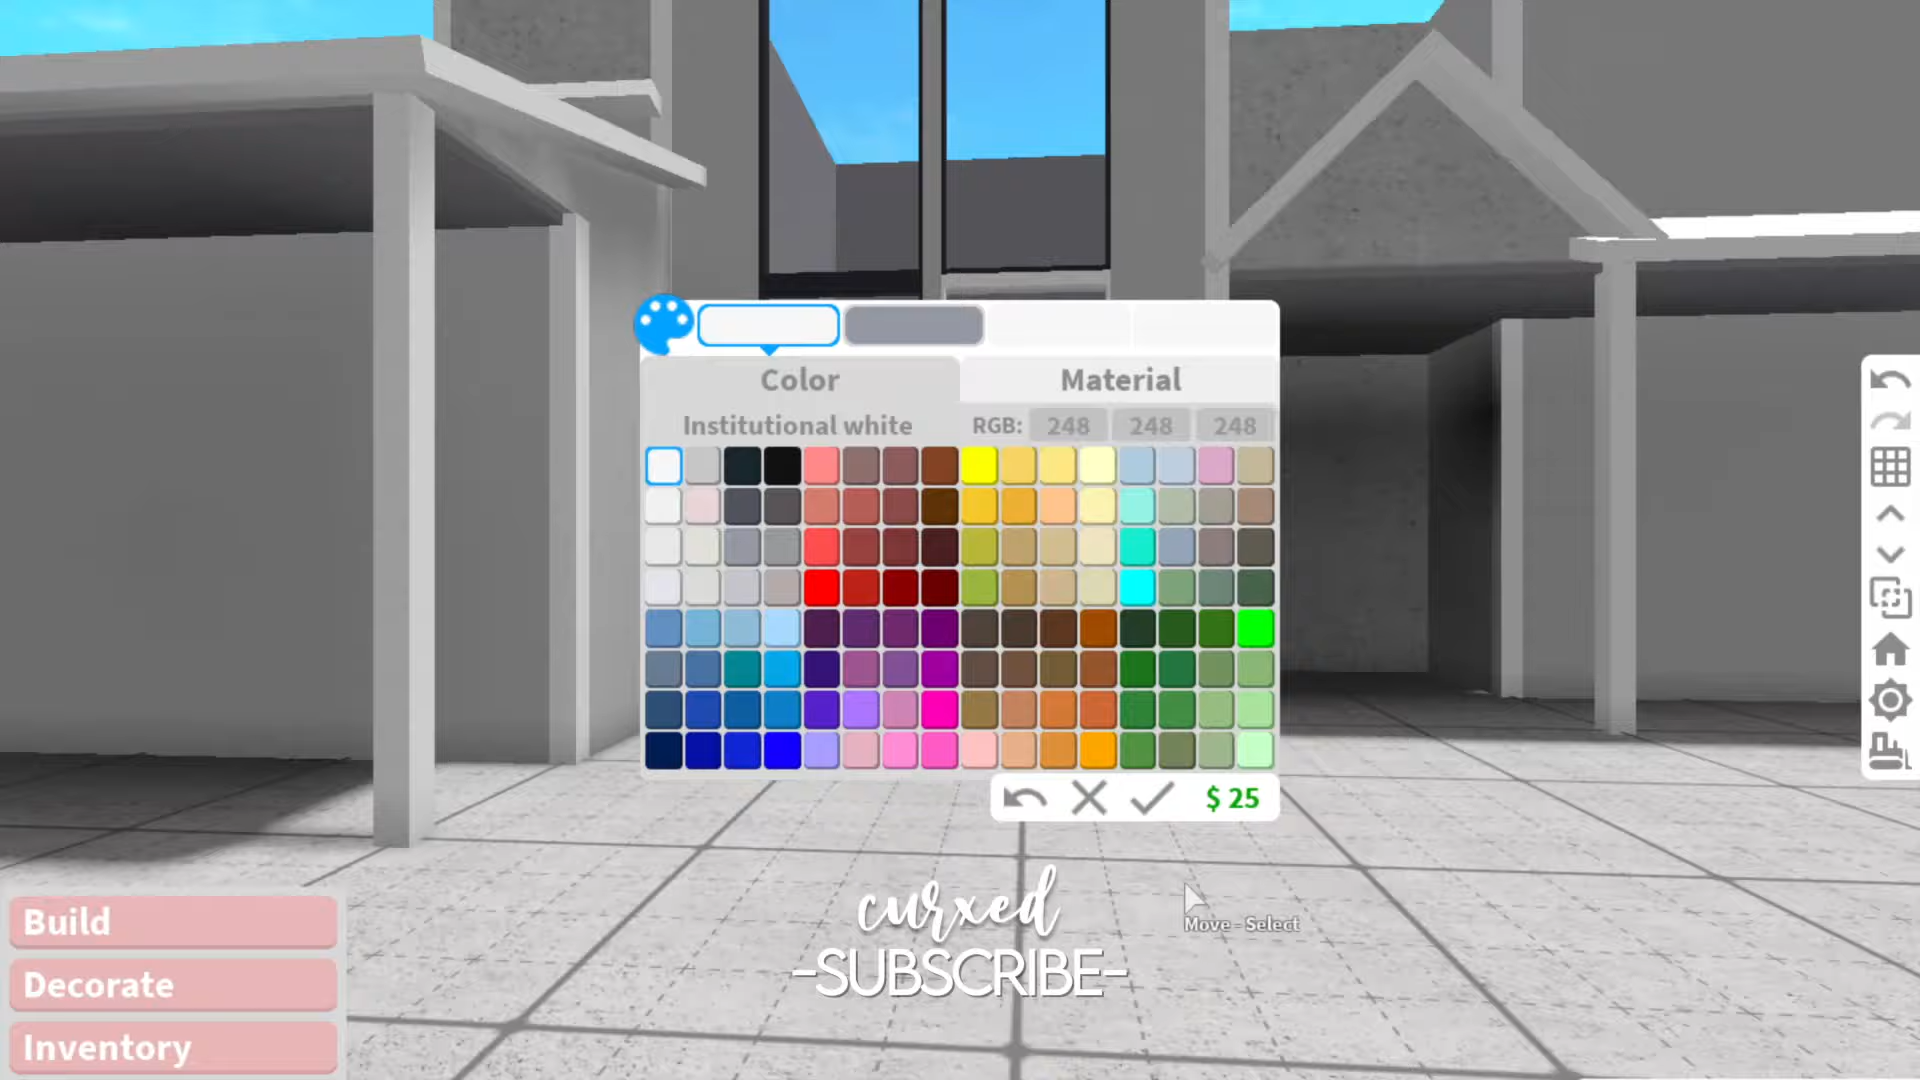 Color
Material
Institutional white
RGB: 248 248 248
$ 25
curxed
-SUBSCRIBE-
Move - Select
Build
Decorate
Inventory